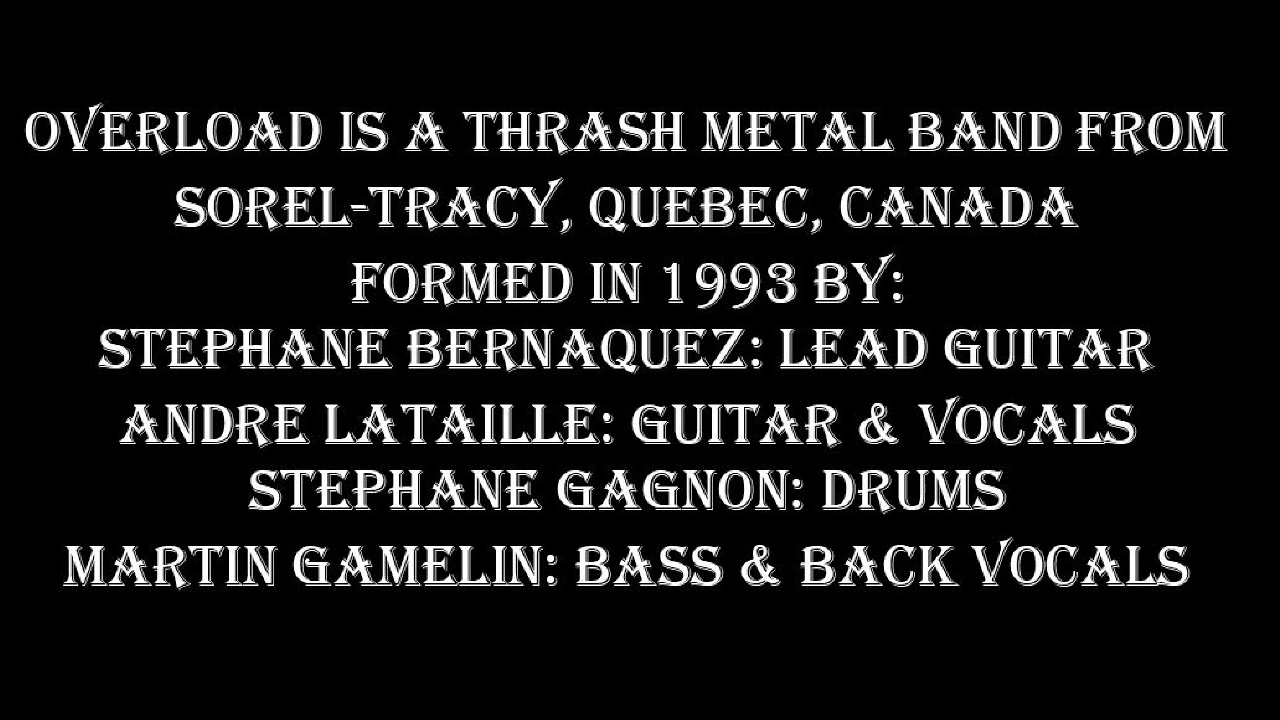 OVERLOAD IS A THRASH METAL BAND FROM
SOREL-TRACY, QUEBEC, CANADA
FORMED IN 1993 BY:
STEPHANE BERNAQUEZ: LEAD GUITAR
ANDRE LATAILLE: GUITAR & VOCALS
STEPHANE GAGNON: DRUMS
MARTIN GAMELIN: BASS & BACK VOCALS